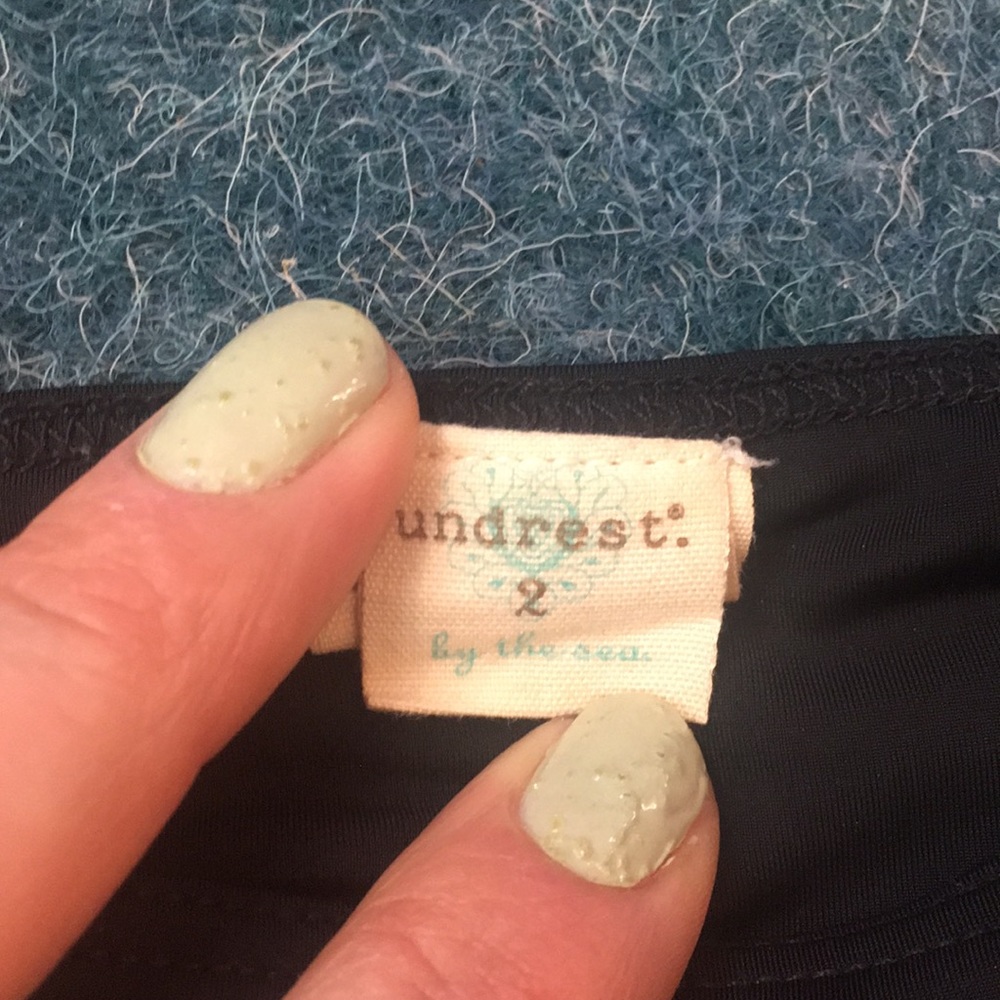 undrest:®
2
by the sea.